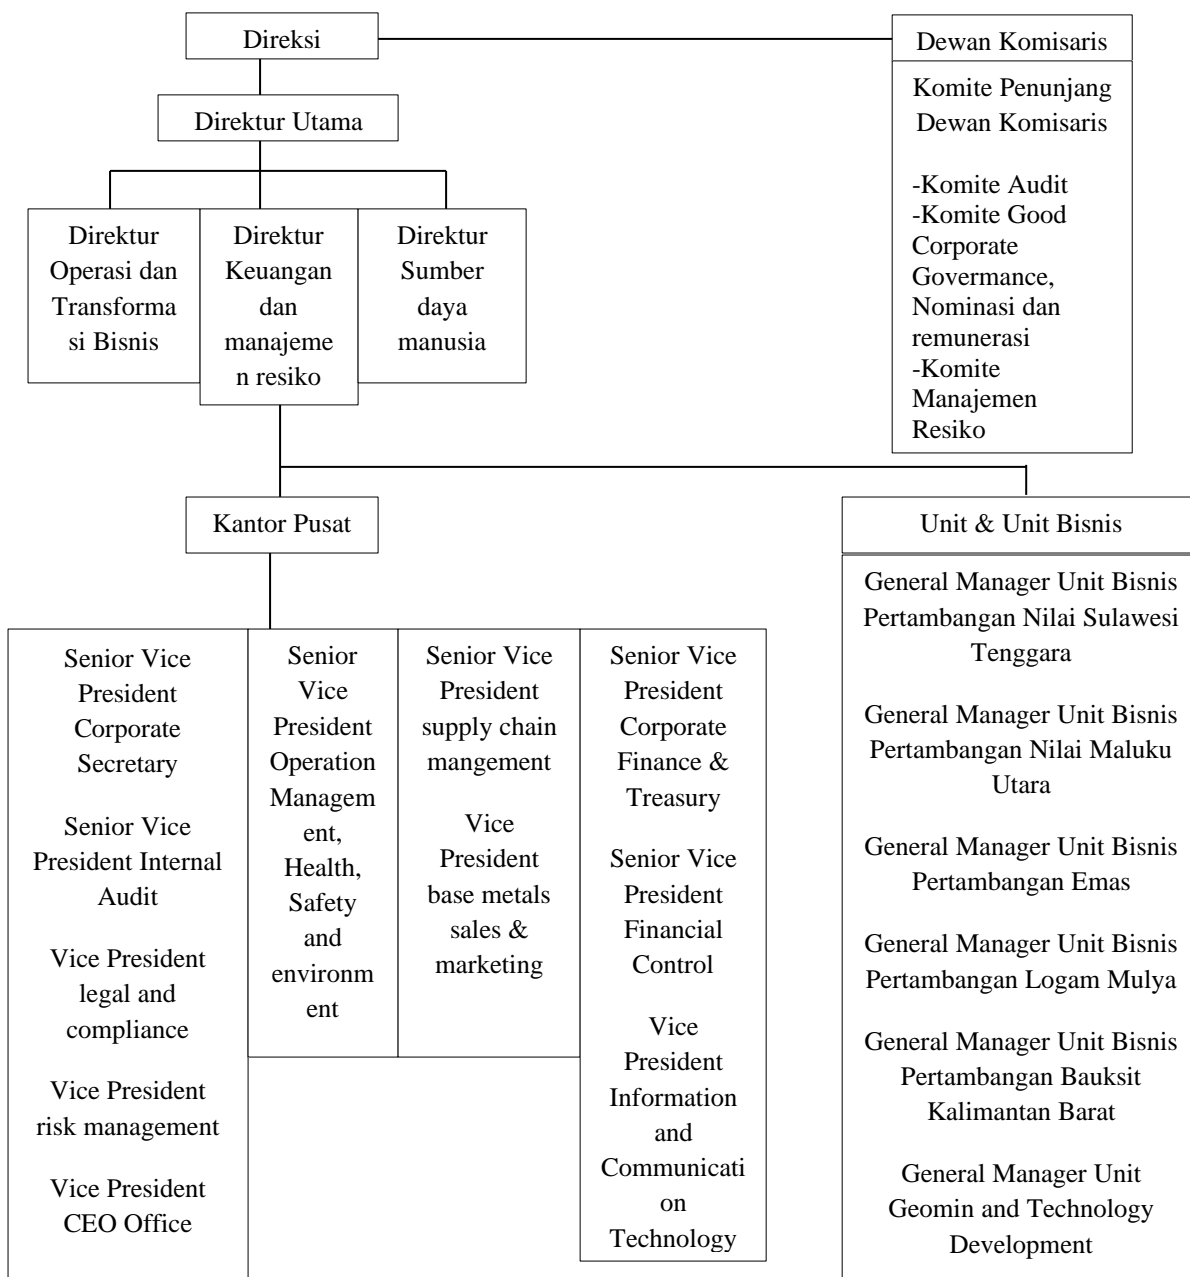 Direksi
Dewan Komisaris
Komite Penunjang
Dewan Komisaris
-Komite Audit
-Komite Good
Corporate
Govermance,
Nominasi dan
remunerasi
-Komite
Manajemen
Resiko
Direktur Utama
Direktur
Operasi dan
Transforma
si Bisnis
Direktur
Keuangan
dan
manajeme
n resiko
Direktur
Sumber
daya
manusia
Kantor Pusat
Unit & Unit Bisnis
Senior Vice
President
Corporate
Secretary
Senior Vice
President Internal
Audit
Vice President
legal and
compliance
Vice President
risk management
Vice President
CEO Office
Senior
Vice
President
Operation
Managem
ent,
Health,
Safety
and
environm
ent
Senior Vice
President
supply chain
mangement
Vice
President
base metals
sales &
marketing
Senior Vice
President
Corporate
Finance &
Treasury
Senior Vice
President
Financial
Control
Vice
President
Information
and
Communicati
on
Technology
General Manager Unit Bisnis
Pertambangan Nilai Sulawesi
Tenggara
General Manager Unit Bisnis
Pertambangan Nilai Maluku
Utara
General Manager Unit Bisnis
Pertambangan Emas
General Manager Unit Bisnis
Pertambangan Logam Mulya
General Manager Unit Bisnis
Pertambangan Bauksit
Kalimantan Barat
General Manager Unit
Geomin and Technology
Development